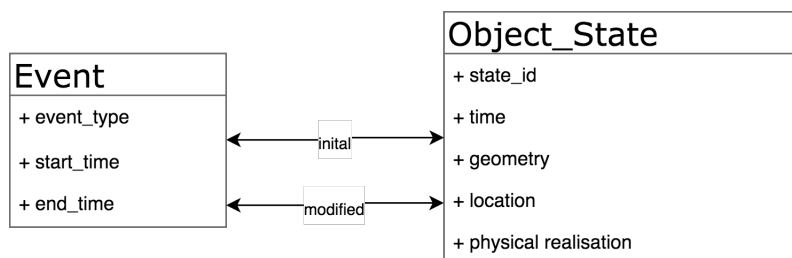 Event
+ event_type
+ start_time
+ end_time
inital
modified
Object_State
+ state_id
+ time
+ geometry
+ location
+ physical realisation